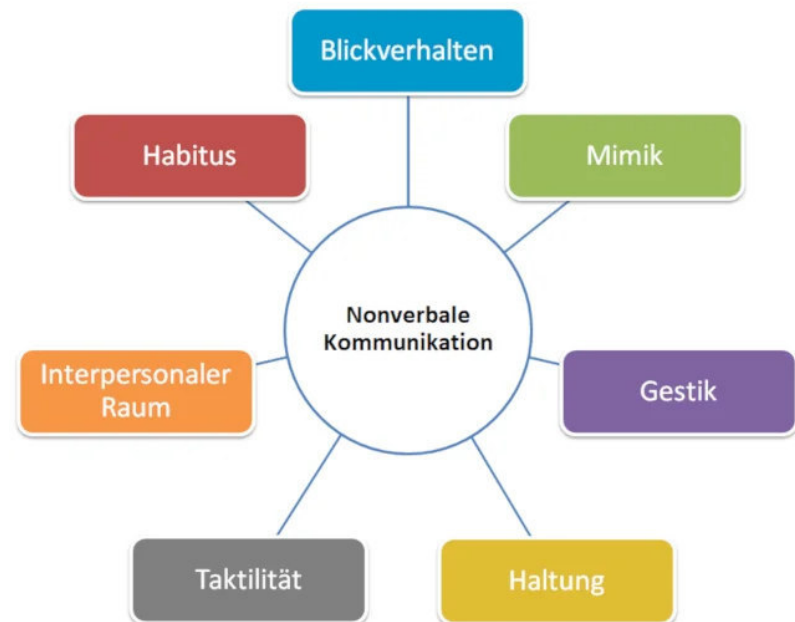 Blickverhalten
Habitus
Mimik
Nonverbale
Kommunikation
Interpersonaler
Raum
Gestik
Taktilität
Haltung